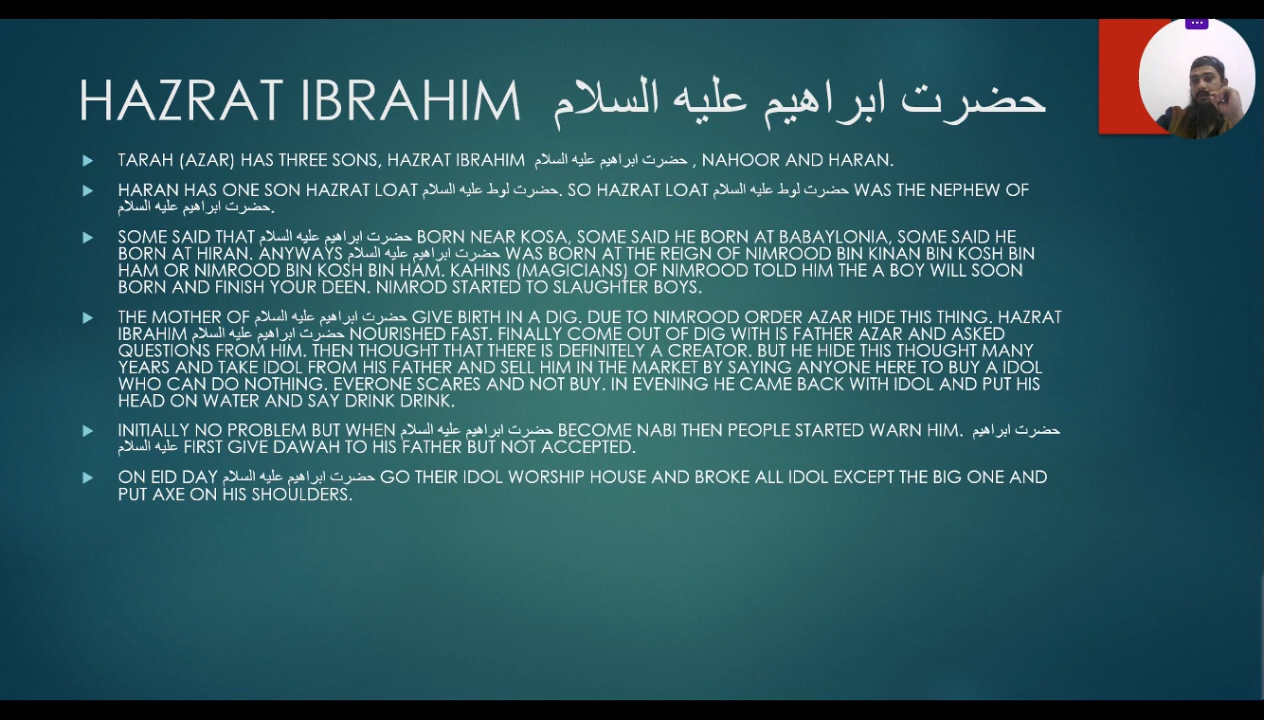 HAZRAT IBRAHIM حضرت ابراهيم عليه السلام
TARAH (AZAR) HAS THREE SONS, HAZRAT IBRAHIM حضرت ابراهيم عليه السلام , NAHOOR AND HARAN.
HARAN HAS ONE SON HAZRAT LOAT حضرت لوط عليه السلام. SO HAZRAT LOAT حضرت لوط عليه السلام WAS THE NEPHEW OF
حضرت ابراهيم عليه السلام.
SOME SAID THAT حضرت ابراهيم عليه السلام BORN NEAR KOSA, SOME SAID HE BORN AT BABAYLONIA, SOME SAID HE
BORN AT HIRAN. ANYWAYS حضرت ابراهيم عليه السلام WAS BORN AT THE REIGN OF NIMROOD BIN KINAN BIN KOSH BIN
HAM OR NIMROOD BIN KOSH BIN HAM. KAHINS (MAGICIANS) OF NIMROOD TOLD HIM THE A BOY WILL SOON
BORN AND FINISH YOUR DEEN. NIMROD STARTED TO SLAUGHTER BOYS.
THE MOTHER OF حضرت ابراهيم عليه السلام GIVE BIRTH IN A DIG. DUE TO NIMROOD ORDER AZAR HIDE THIS THING. HAZRAT
IBRAHIM حضرت ابراهيم عليه السلام NOURISHED FAST. FINALLY COME OUT OF DIG WITH IS FATHER AZAR AND ASKED
QUESTIONS FROM HIM. THEN THOUGHT THAT THERE IS DEFINITELY A CREATOR. BUT HE HIDE THIS THOUGHT MANY
YEARS AND TAKE IDOL FROM HIS FATHER AND SELL HIM IN THE MARKET BY SAYING ANYONE HERE TO BUY A IDOL
WHO CAN DO NOTHING. EVERONE SCARES AND NOT BUY. IN EVENING HE CAME BACK WITH IDOL AND PUT HIS
HEAD ON WATER AND SAY DRINK DRINK.
INITIALLY NO PROBLEM BUT WHEN حضرت ابراهيم عليه السلام BECOME NABI THEN PEOPLE STARTED WARN HIM. حضرت ابراهيم
عليه السلام FIRST GIVE DAWAH TO HIS FATHER BUT NOT ACCEPTED.
ON EID DAY حضرت ابراهيم عليه السلام GO THEIR IDOL WORSHIP HOUSE AND BROKE ALL IDOL EXCEPT THE BIG ONE AND
PUT AXE ON HIS SHOULDERS.